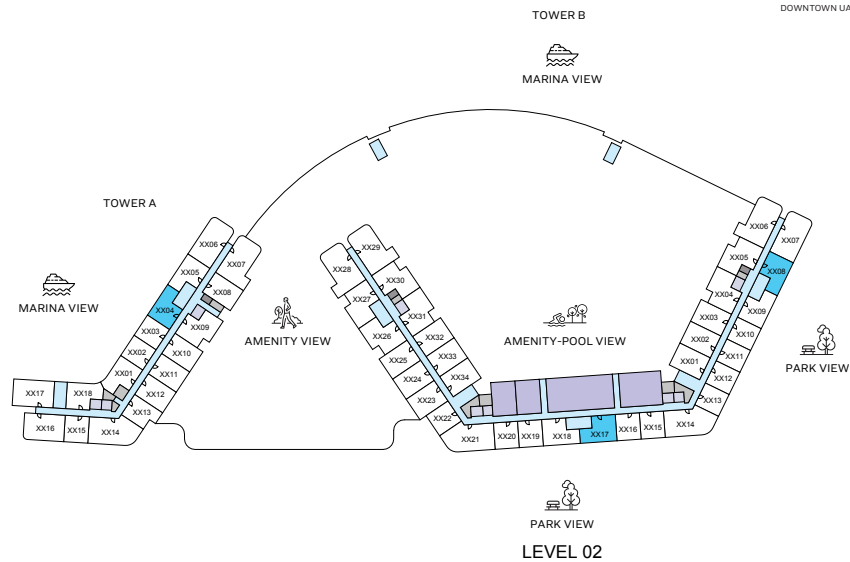 DOWNTOWN UA
TOWER B
MARINA VIEW
TOWER A
MARINA VIEW
AMENITY VIEW
AMENITY-POOL VIEW
PARK VIEW
PARK VIEW
LEVEL 02
XX06
XX07
XX05
XX08
XX04
XX09
XX03
XX10
XX02
XX11
XX01
XX12
XX17
XX18
XX13
XX16
XX15
XX14
XX29
XX28
XX30
XX27
XX31
XX26
XX32
XX25
XX33
XX24
XX34
XX23
XX22
XX21
XX20
XX19
XX18
XX17
XX16
XX15
XX14
XX06
XX07
XX05
XX08
XX04
XX09
XX03
XX10
XX02
XX11
XX01
XX12
XX13